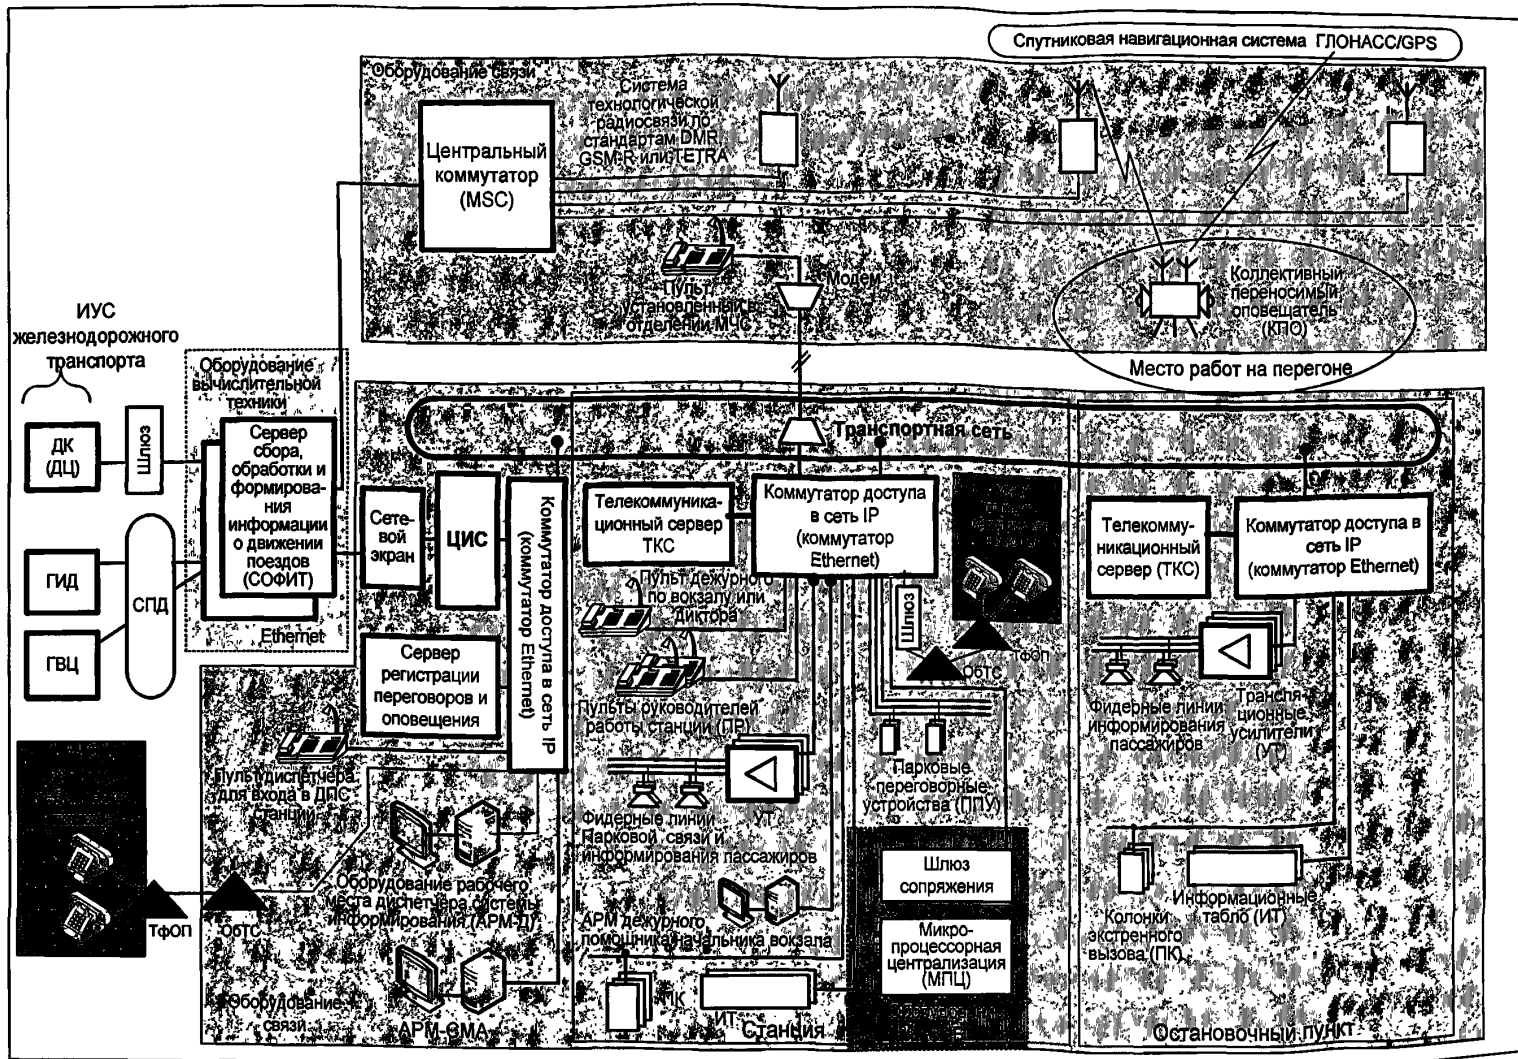 Спутниковая навигационная система ГЛОНАСС/GPS
Оборудование связи
Система
технологической
радиосвязи по
стандартам DMR,
GSM-R или TETRA
Центральный
коммутатор
(MSC)
Пульт,
установленный в
отделении МЧС
Модем
Коллективный
переносимый
оповещатель
(КПО)
Место работ на перегоне
ИУС
железнодорожного
транспорта
ДК
(ДЦ)
Шлюз
ГИД
ГВЦ
СПД
Оборудование
вычислительной
техники
Сервер
сбора,
обработки и
формирова-
ния
информации
о движении
поездов
(СОФИТ)
Ethernet
Транспортная сеть
Сете-
вой
экран
ЦИС
Коммутатор доступа в сеть IP
(коммутатор Ethernet)
Сервер
регистрации
переговоров и
оповещения
Пульт диспетчера
для входа в ДПС
станции
ТфОП
ОбТС
Оборудование рабочего
места диспетчера системы
информирования (АРМ-Д)
АРМ-СМА
Оборудование
связи
Телекоммуника-
ционный сервер
ТКС
Коммутатор доступа
в сеть IP
(коммутатор
Ethernet)
Пульт дежурного
по вокзалу или
Диктора
Пульты руководителей
работы станции (ПР)
УТ
Фидерные линии
Парковой связи и
информирования пассажиров
АРМ дежурного
помощника начальника вокзала
ПК
ИТ
Станция
Шлюз
ТфОП
ОбТС
Парковые
переговорные
устройства (ППУ)
Шлюз
сопряжения
Микро-
процессорная
централизация
(МПЦ)
Телекомму-
никационный
сервер (ТКС)
Коммутатор доступа в
сеть IP
(коммутатор Ethernet)
Фидерные линии
информирования
пассажиров
Трансля-
ционные
усилители
(УТ)
Колонки
экстренного
вызова (ПК)
Информационные
табло (ИТ)
Остановочный пункт